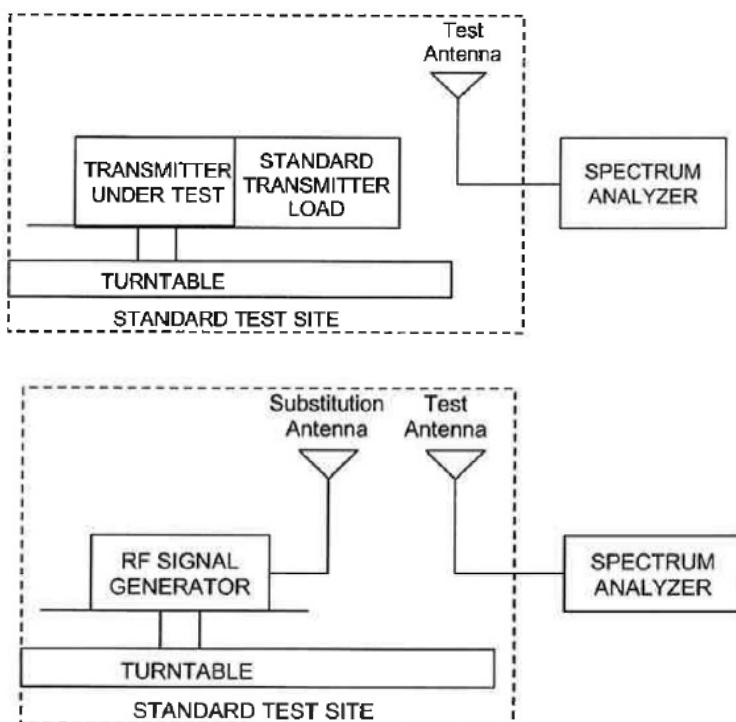 Test
Antenna
TRANSMITTER
UNDER TEST
STANDARD
TRANSMITTER
LOAD
SPECTRUM
ANALYZER
TURNTABLE
STANDARD TEST SITE
Substitution
Antenna
Test
Antenna
RF SIGNAL
GENERATOR
SPECTRUM
ANALYZER
TURNTABLE
STANDARD TEST SITE